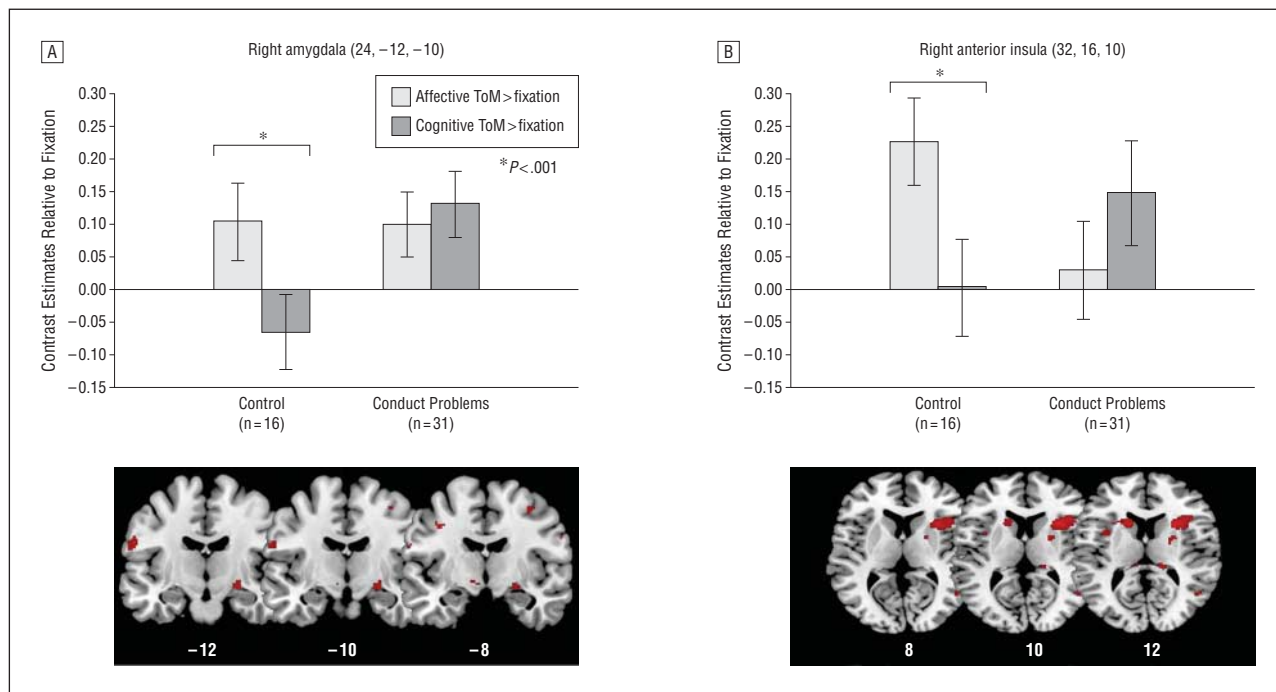 A
Right amygdala (24, −12, −10)
Contrast Estimates Relative to Fixation
0.30
0.25
0.20
0.15
0.10
0.05
0.00
−0.05
−0.10
−0.15
*
Affective ToM>fixation
Cognitive ToM>fixation
*P<.001
Control
(n=16)
Conduct Problems
(n=31)
−12
−10
−8
B
Right anterior insula (32, 16, 10)
Contrast Estimates Relative to Fixation
0.30
0.25
0.20
0.15
0.10
0.05
0.00
−0.05
−0.10
−0.15
*
Control
(n=16)
Conduct Problems
(n=31)
8
10
12